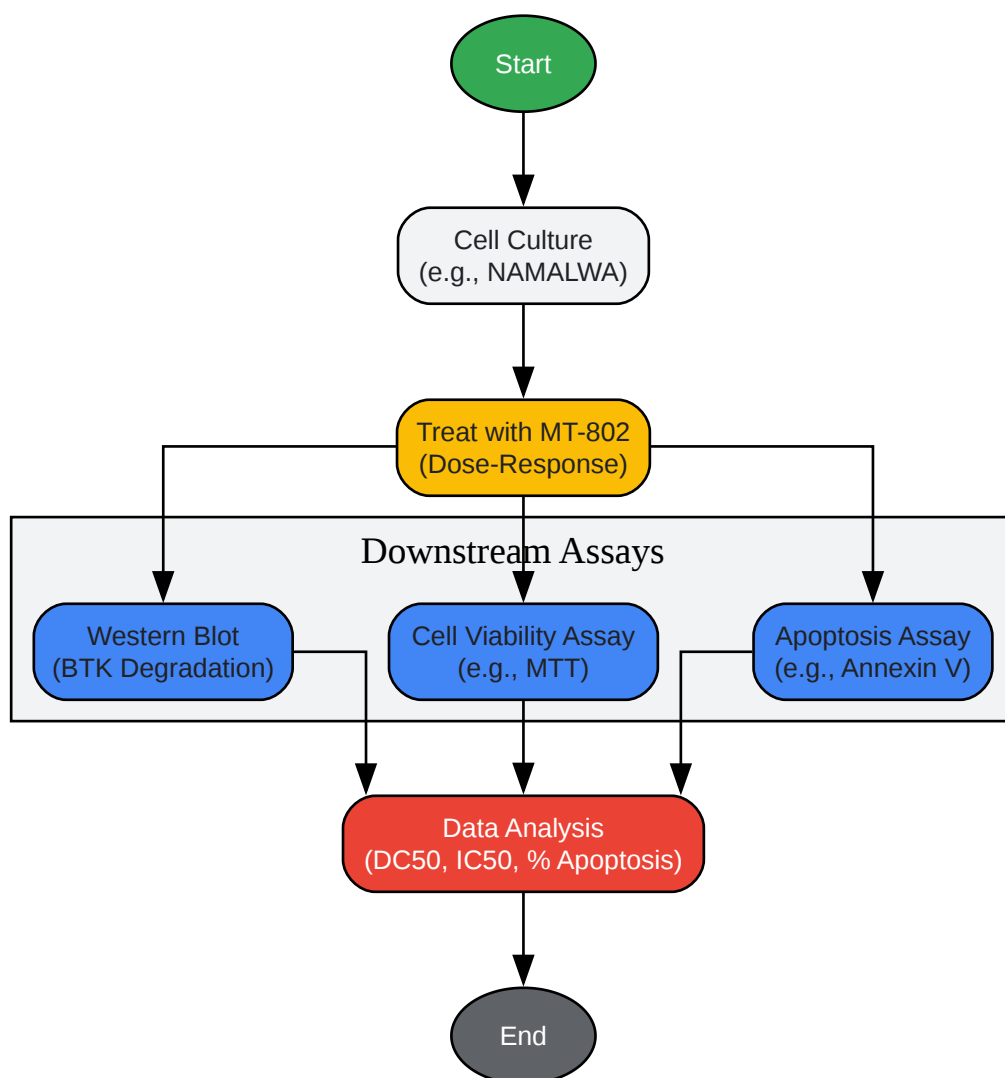 Start
Cell Culture
(e.g., NAMALWA)
Treat with MT-802
(Dose-Response)
Downstream Assays
Western Blot
(BTK Degradation)
Cell Viability Assay
(e.g., MTT)
Apoptosis Assay
(e.g., Annexin V)
Data Analysis
(DC50, IC50, % Apoptosis)
End